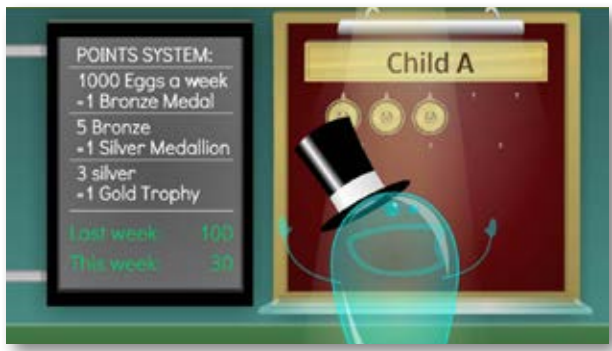 POINTS SYSTEM:
1000 Eggs a week
=1 Bronze Medal
5 Bronze
=1 Silver Medallion
3 silver
=1 Gold Trophy
Last week: 100
This week: 30
Child A